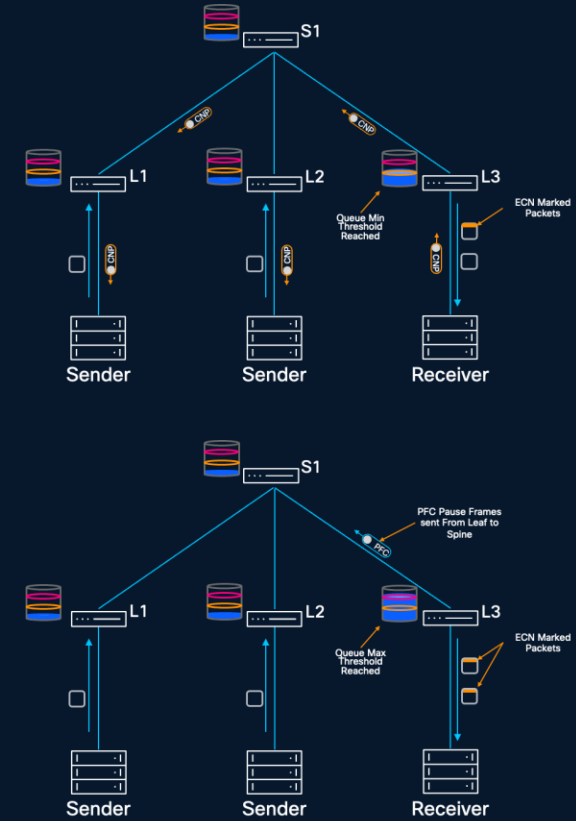 S1
CNP
CNP
L1
L2
L3
Queue Min
Threshold
Reached
ECN Marked
Packets
CNP
CNP
CNP
Sender
Sender
Receiver
S1
PFC Pause Frames
sent From Leaf to
Spine
PFC
L1
L2
L3
Queue Max
Threshold
Reached
ECN Marked
Packets
Sender
Sender
Receiver